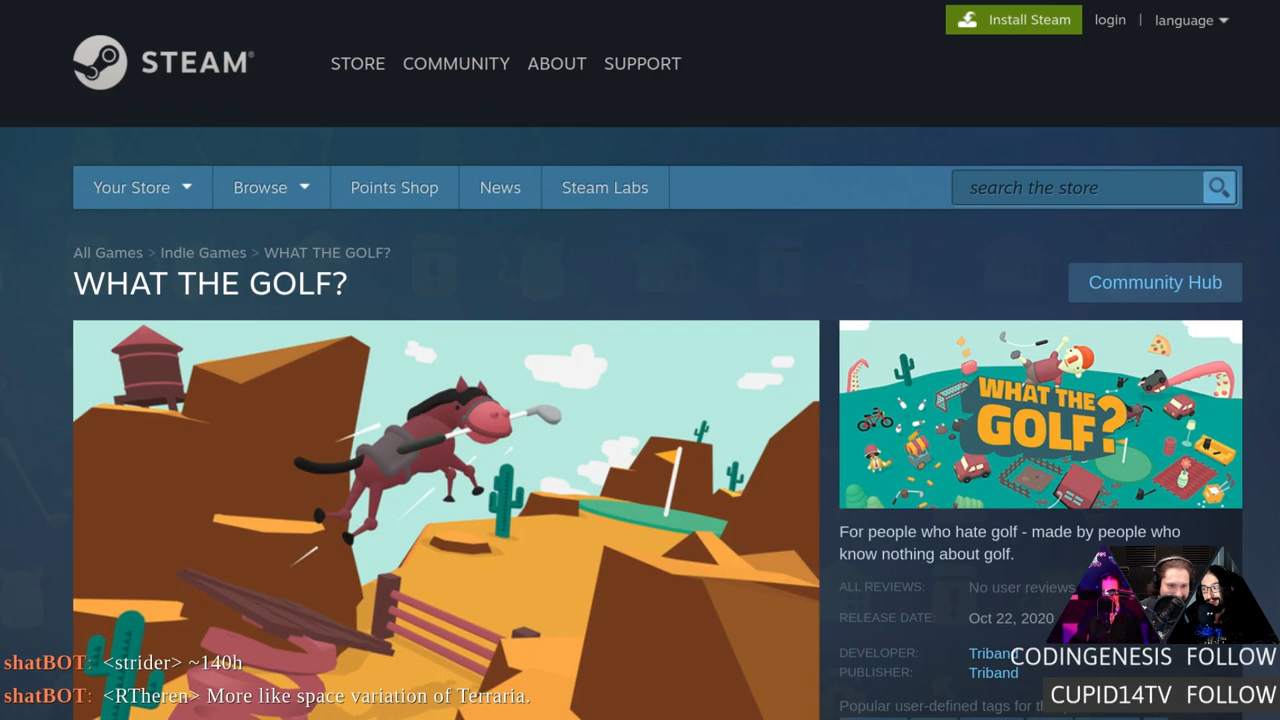 Install Steam login | language
STEAM®
STORE COMMUNITY ABOUT SUPPORT
Your Store Browse Points Shop News Steam Labs search the store
All Games > Indie Games > WHAT THE GOLF?
WHAT THE GOLF?
Community Hub
WHAT THE
GOLF?
For people who hate golf - made by people who
know nothing about golf.
ALL REVIEWS: No user reviews
RELEASE DATE: Oct 22, 2020
DEVELOPER: Triband
PUBLISHER: Triband
Popular user-defined tags for
CODINGENESIS FOLLOW
CUPID14TV FOLLOW
shatBOT: <strider> ~140h
shatBOT: <RTheren> More like space variation of Terraria.